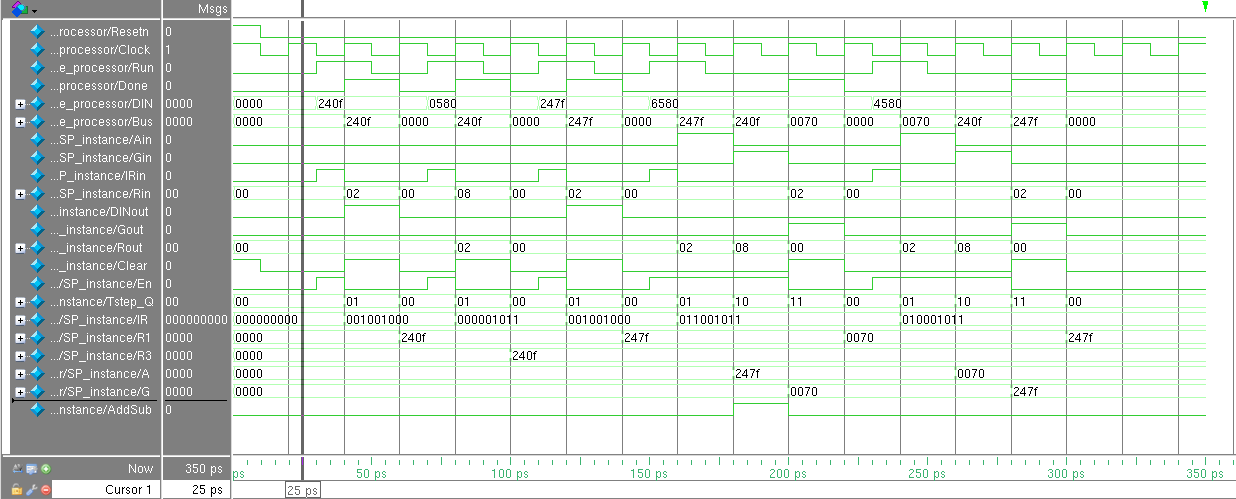 Msgs
...rocessor/Resetn 0
...processor/Clock 1
...e_processor/Run 0
...processor/Done 0
...e_processor/DIN 0000 0000 240f 0580 247f 6580 4580
...e_processor/Bus 0000 0000 240f 0000 240f 0000 247f 0000 247f 240f 0070 0000 0070 240f 247f 0000
...SP_instance/Ain 0
...SP_instance/Gin 0
...P_instance/IRin 0
...SP_instance/Rin 00 00 02 00 08 00 02 00 02 00 02 00
...instance/DINout 0
..._instance/Gout 0
..._instance/Rout 00 00 02 00 02 08 00 02 08 00
..._instance/Clear 0
.../SP_instance/En 0
...nstance/Tstep_Q 00 00 01 00 01 00 01 00 01 10 11 00 01 10 11 00
.../SP_instance/IR 000000000 000000000 001001000 000001011 001001000 011001011 010001011
.../SP_instance/R1 0000 0000 240f 247f 0070 247f
.../SP_instance/R3 0000 0000 240f
...r/SP_instance/A 0000 0000 247f 0070
...r/SP_instance/G 0000 0000 0070 247f
...nstance/AddSub 0
Now 350 ps ps 50 ps 100 ps 150 ps 200 ps 250 ps 300 ps 350 ps
Cursor 1 25 ps 25 ps